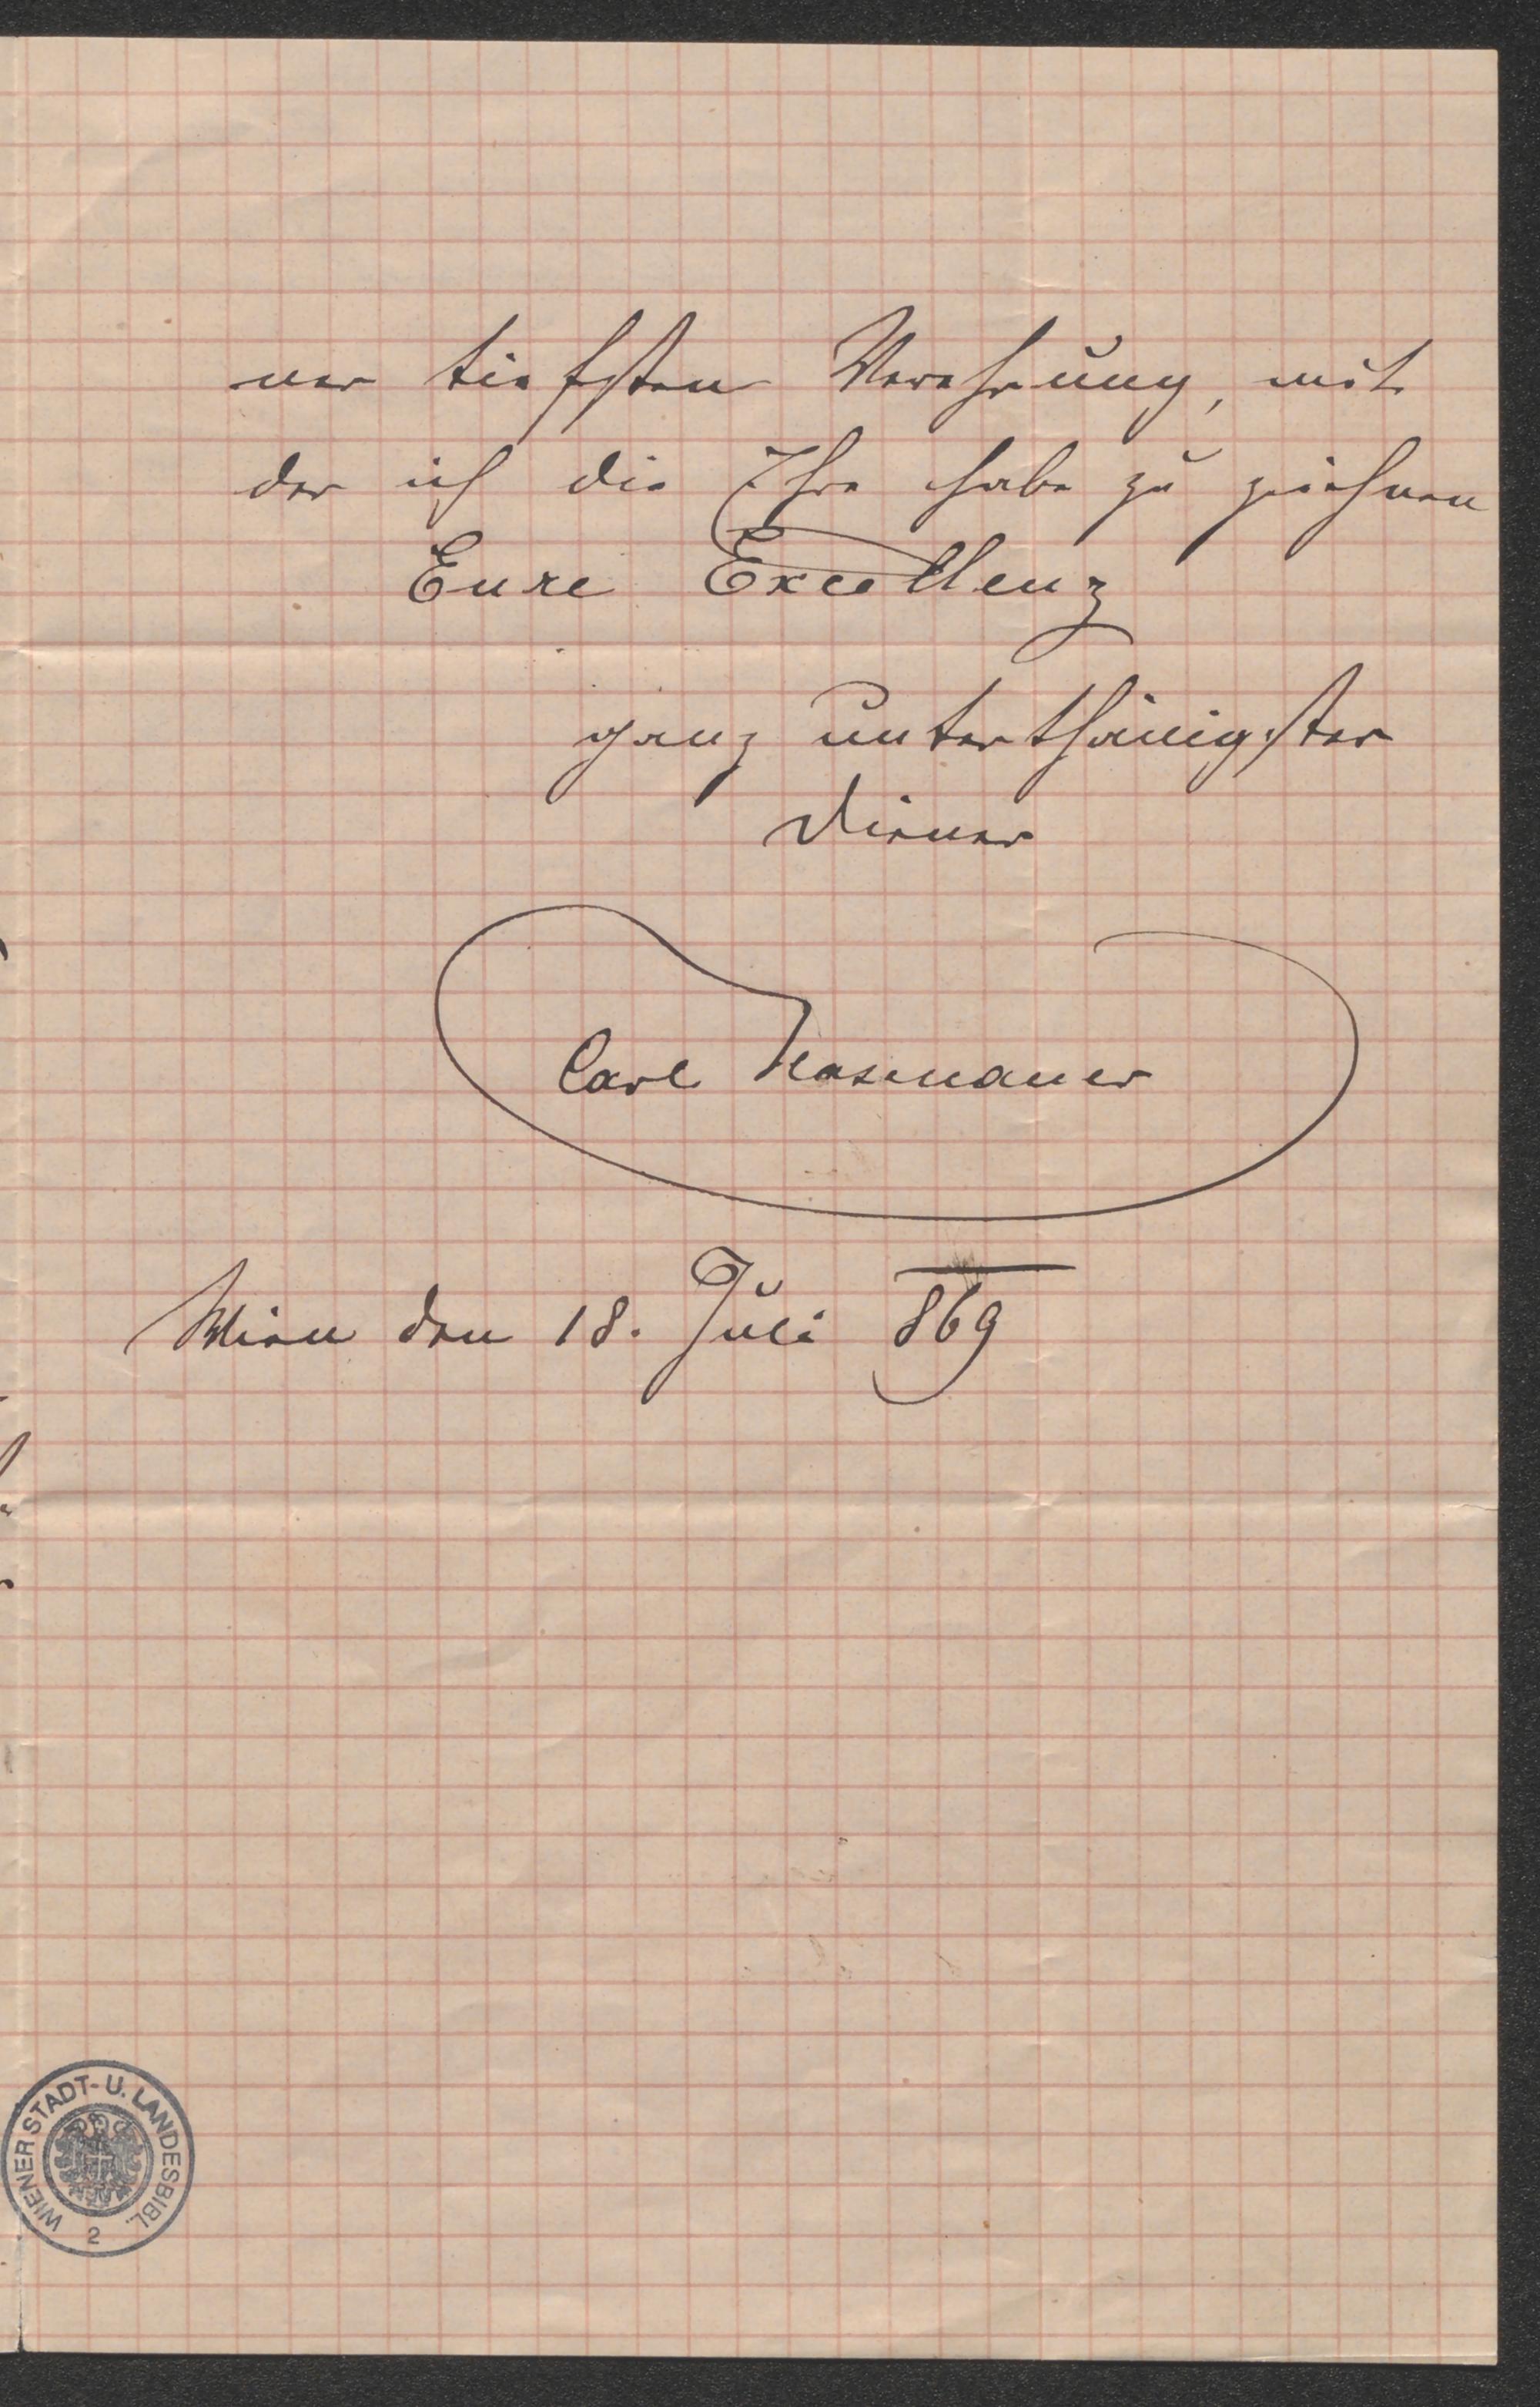 ner tiefsten Verehrung, mit
der ich die Ehre habe zu zeichnen
Eure Excellenz
ganz unterthänigster
Diener
Carl Hasenauer
Wien den 18. Juli 869
WIENER STADT- U. LANDESBIBL.
2